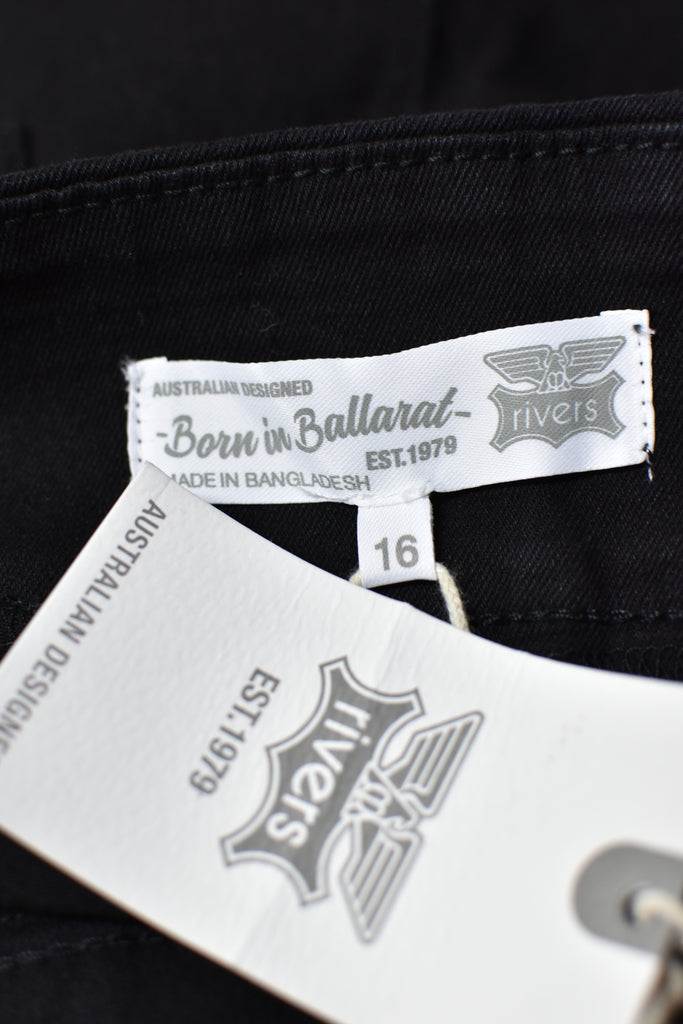 AUSTRALIAN DESIGNED
-Born in Ballarat-
EST.1979
MADE IN BANGLADESH
rivers
16
AUSTRALIAN DESIGNE
EST.1979
rivers